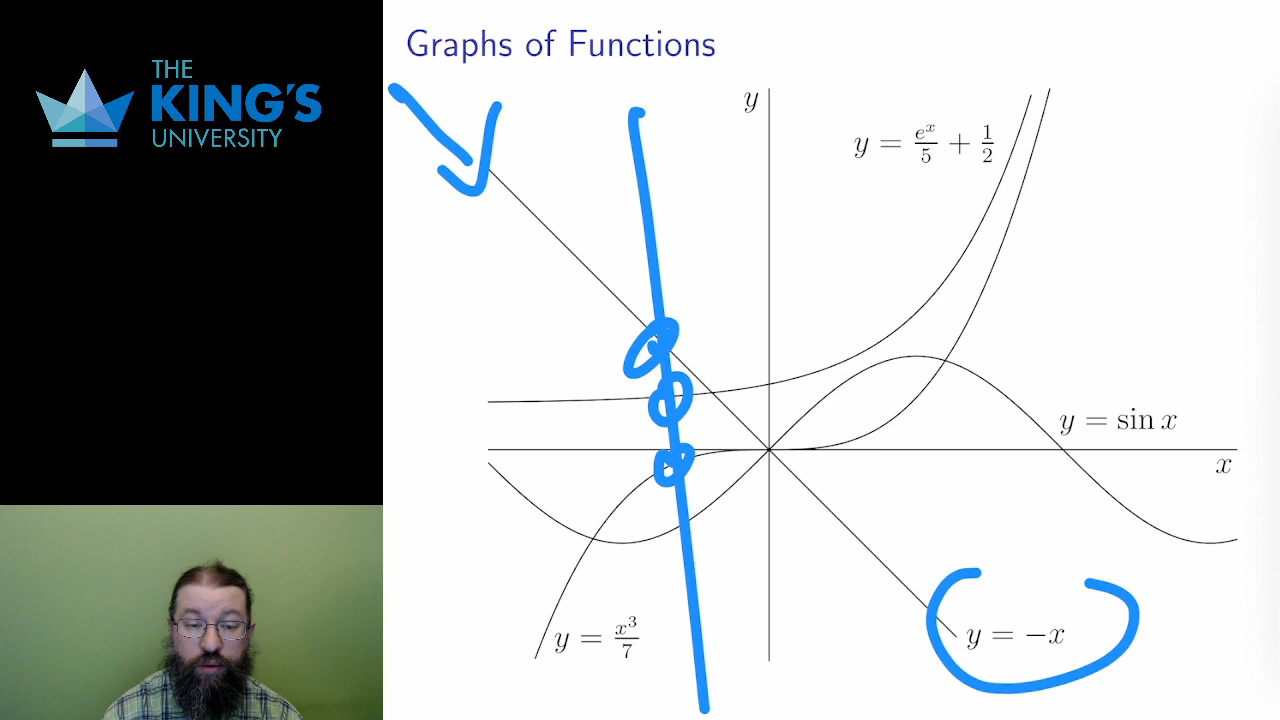 THE
KING'S
UNIVERSITY
Graphs of Functions
y
y = e^x/5 + 1/2
y = sin x
x
y = x^3/7
y = −x